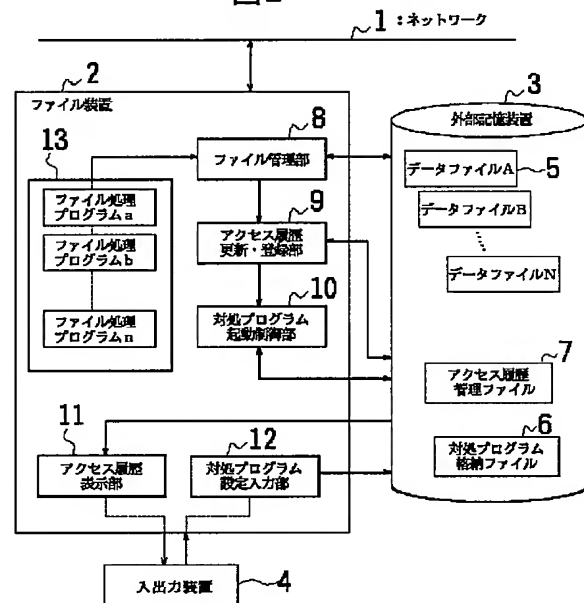 1 : ネットワーク
2
ファイル装置
3
外部記憶装置
8
ファイル管理部
13
ファイル処理
プログラムa
ファイル処理
プログラムb
ファイル処理
プログラムn
9
アクセス履歴
更新・登録部
10
対処プログラム
起動制御部
データファイルA
5
データファイルB
データファイルN
7
アクセス履歴
管理ファイル
6
対処プログラム
格納ファイル
11
アクセス履歴
表示部
12
対処プログラム
設定入力部
入出力装置
4